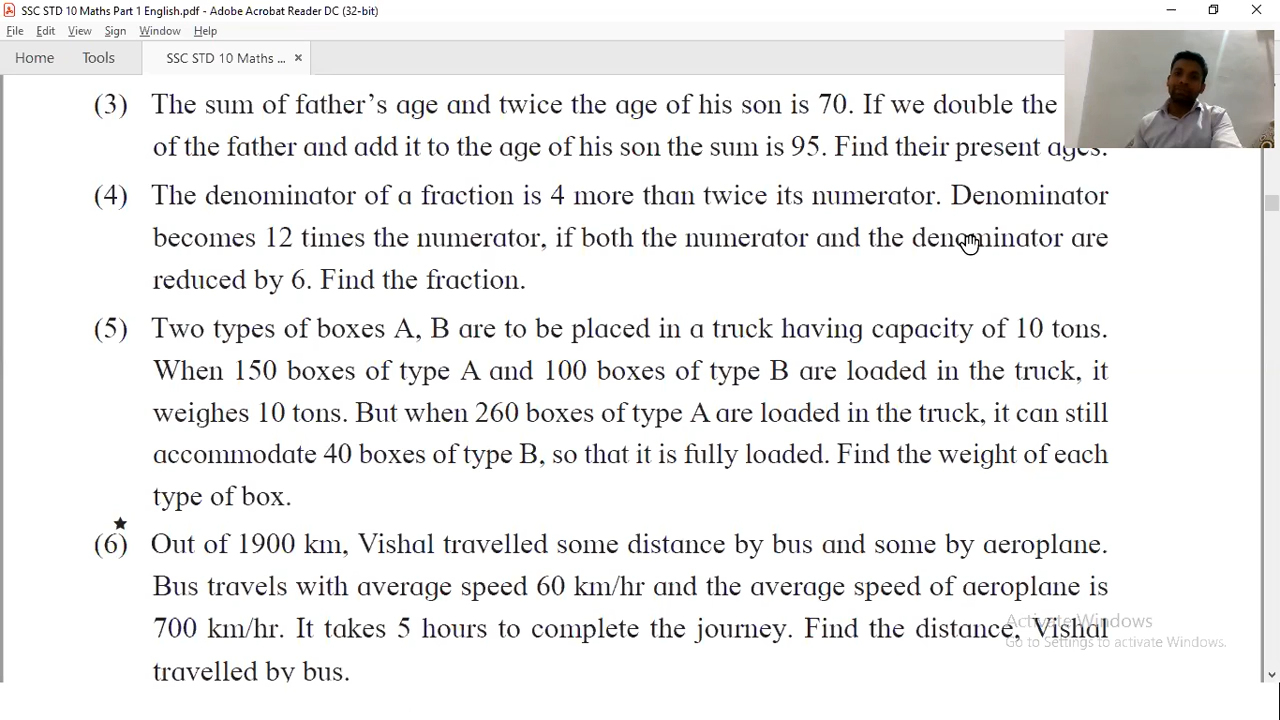 SSC STD 10 Maths Part 1 English.pdf - Adobe Acrobat Reader DC (32-bit)
File Edit View Sign Window Help
Home Tools SSC STD 10 Maths ... ×
(3) The sum of father's age and twice the age of his son is 70. If we double the
of the father and add it to the age of his son the sum is 95. Find their present ages.
(4) The denominator of a fraction is 4 more than twice its numerator. Denominator
becomes 12 times the numerator, if both the numerator and the denominator are
reduced by 6. Find the fraction.
(5) Two types of boxes A, B are to be placed in a truck having capacity of 10 tons.
When 150 boxes of type A and 100 boxes of type B are loaded in the truck, it
weighes 10 tons. But when 260 boxes of type A are loaded in the truck, it can still
accommodate 40 boxes of type B, so that it is fully loaded. Find the weight of each
type of box.
★
(6) Out of 1900 km, Vishal travelled some distance by bus and some by aeroplane.
Bus travels with average speed 60 km/hr and the average speed of aeroplane is
700 km/hr. It takes 5 hours to complete the journey. Find the distance, Vishal
travelled by bus.
Activate Windows
Go to Settings to activate Windows.